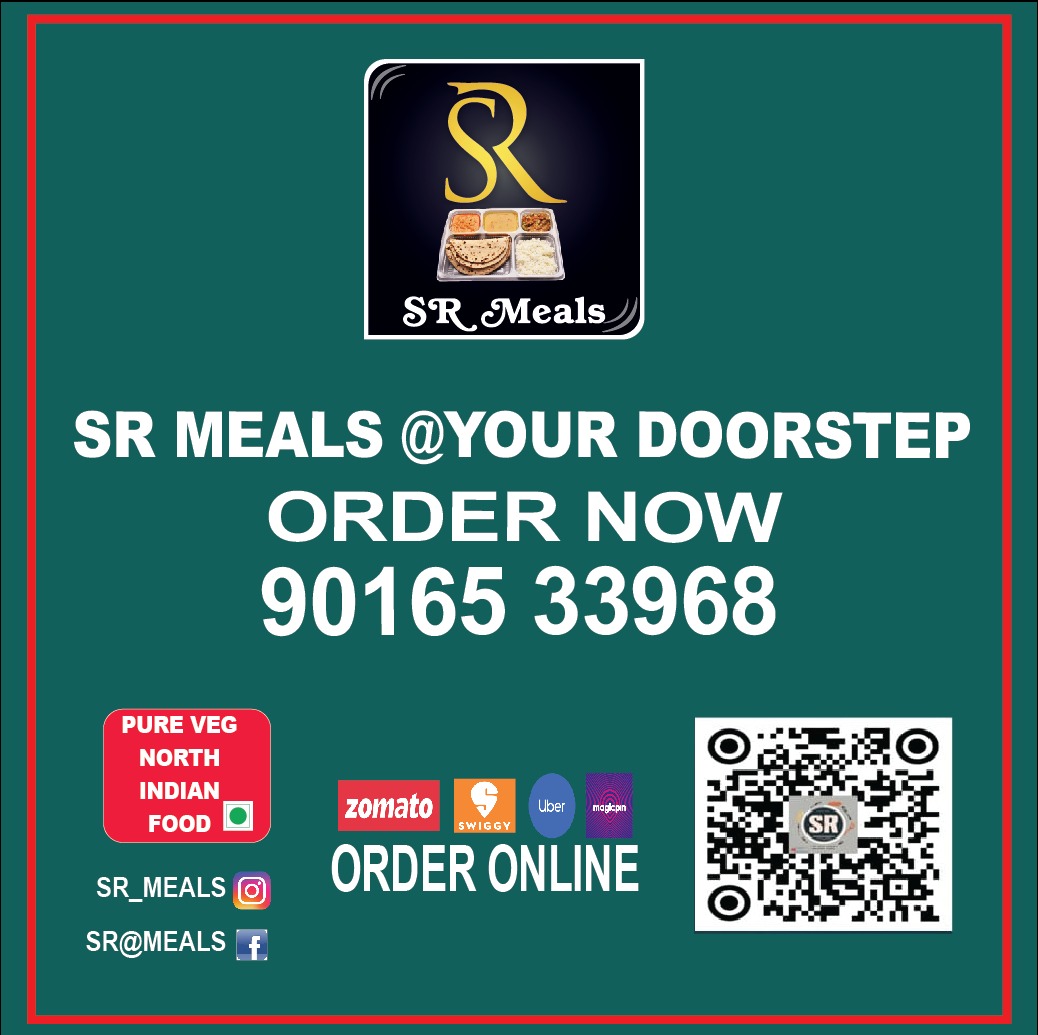 SR
SR Meals
SR MEALS @YOUR DOORSTEP
ORDER NOW
90165 33968
PURE VEG
NORTH
INDIAN
FOOD
SR_MEALS
SR@MEALS
zomato
SWIGGY
Uber
magicpin
ORDER ONLINE
SR